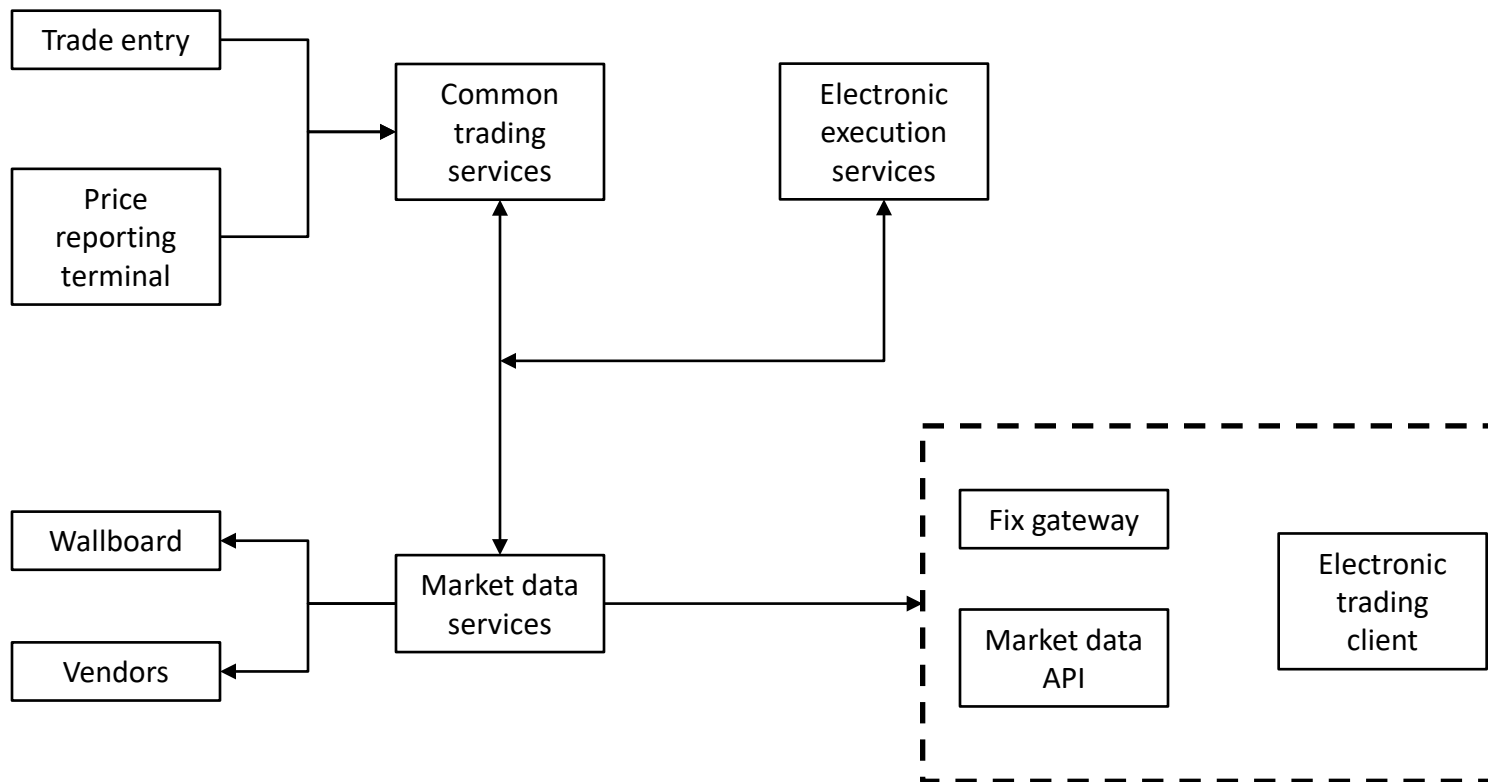 Trade entry
Common
trading
services
Electronic
execution
services
Price
reporting
terminal
Wallboard
Vendors
Market data
services
Fix gateway
Market data
API
Electronic
trading
client